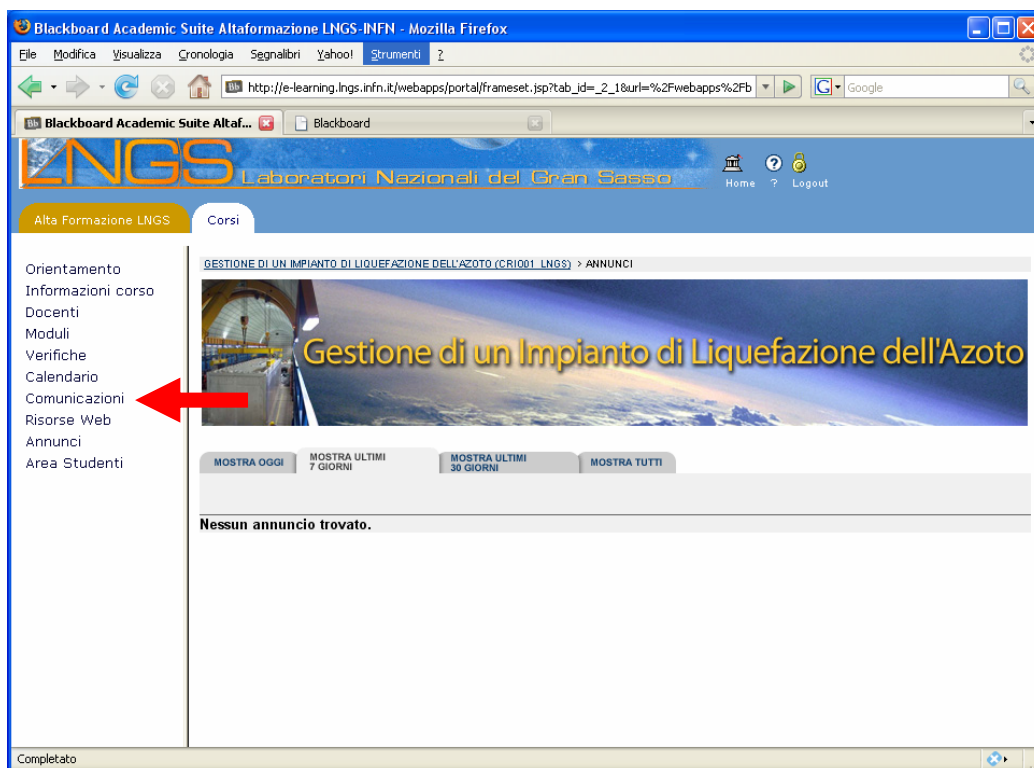 Blackboard Academic Suite Altaformazione LNGS-INFN - Mozilla Firefox
File Modifica Visualizza Cronologia Segnalibri Yahoo! Strumenti ?
http://e-learning.lngs.infn.it/webapps/portal/frameset.jsp?tab_id=_2_1&url=%2Fwebapps%2Fb
G Google
Bb Blackboard Academic Suite Altaf...
Blackboard
LNGS
Laboratori Nazionali del Gran Sasso
Home ? Logout
Alta Formazione LNGS
Corsi
Orientamento
Informazioni corso
Docenti
Moduli
Verifiche
Calendario
Comunicazioni
Risorse Web
Annunci
Area Studenti
GESTIONE DI UN IMPIANTO DI LIQUEFAZIONE DELL'AZOTO (CRIO01_LNGS) > ANNUNCI
Gestione di un Impianto di Liquefazione dell'Azoto
MOSTRA OGGI
MOSTRA ULTIMI
7 GIORNI
MOSTRA ULTIMI
30 GIORNI
MOSTRA TUTTI
Nessun annuncio trovato.
Completato